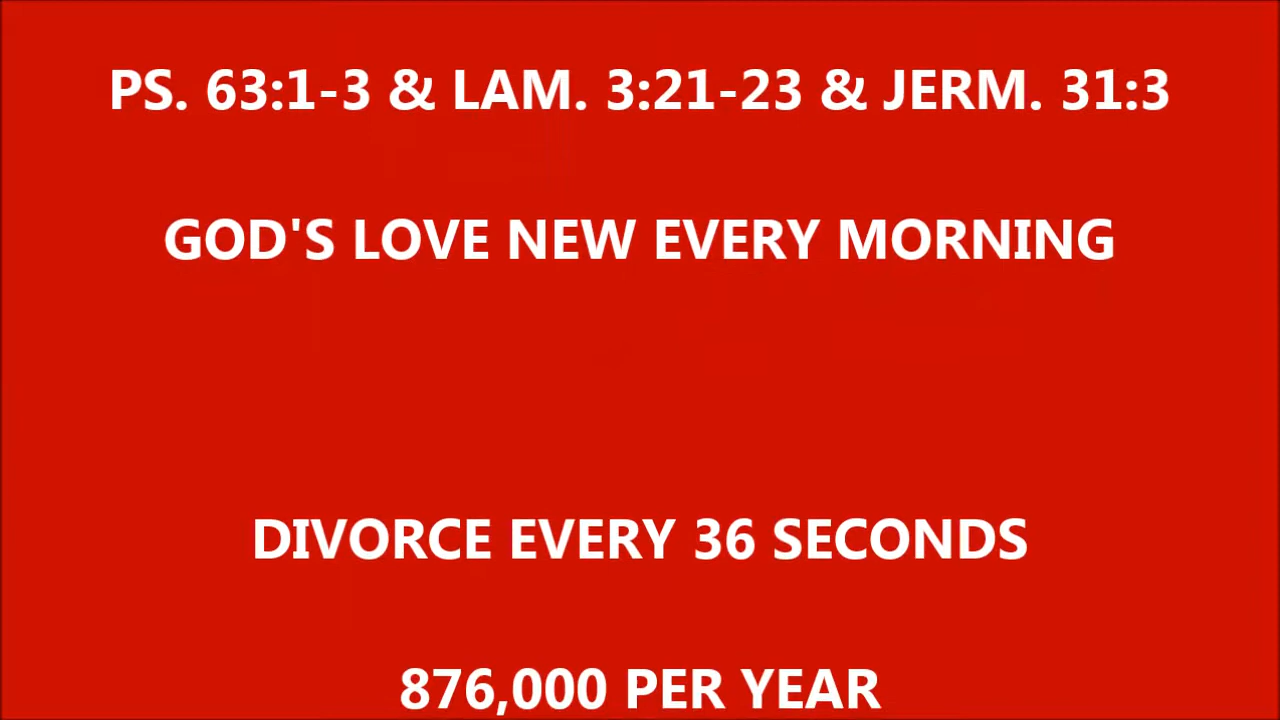 PS. 63:1-3 & LAM. 3:21-23 & JERM. 31:3
GOD'S LOVE NEW EVERY MORNING
DIVORCE EVERY 36 SECONDS
876,000 PER YEAR